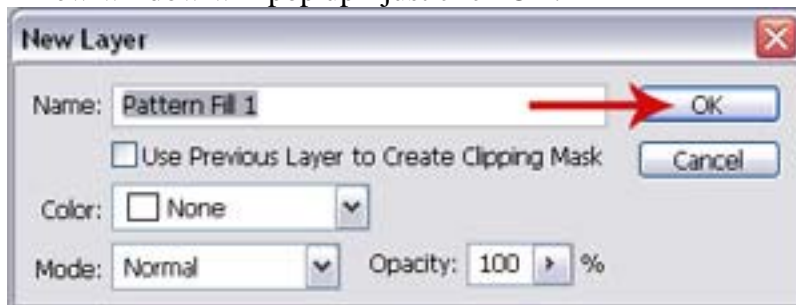 New Layer
Name: Pattern Fill 1
OK
Use Previous Layer to Create Clipping Mask
Cancel
Color: None
Mode: Normal Opacity: 100 %